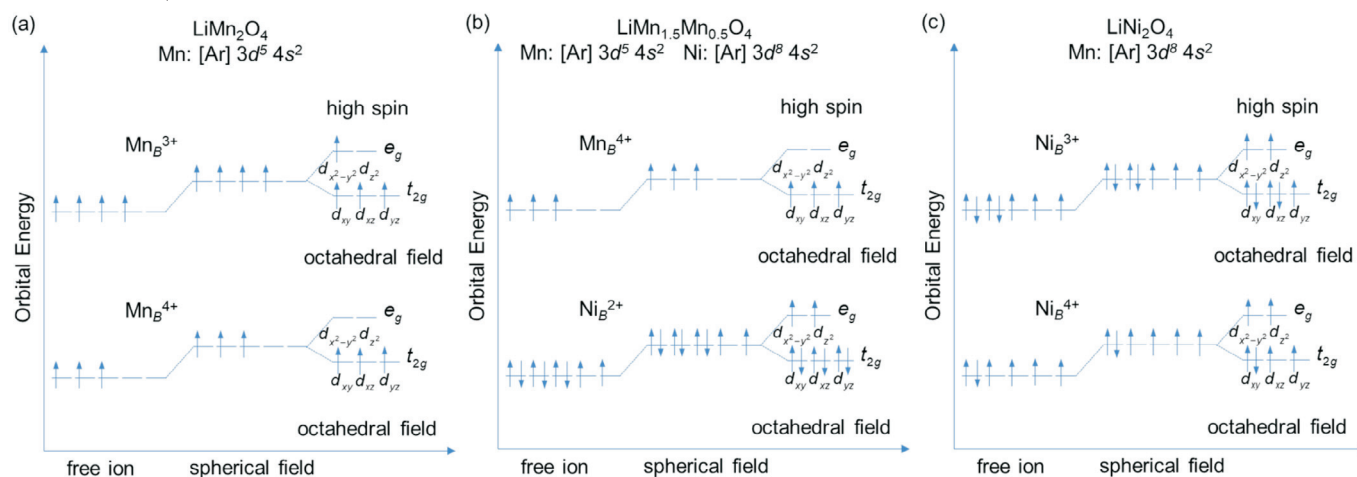 (a)
LiMn2O4
Mn: [Ar] 3d5 4s2
Orbital Energy
high spin
MnB3+
eg
dx2−y2 dz2
t2g
dxy dxz dyz
octahedral field
MnB4+
eg
dx2−y2 dz2
t2g
dxy dxz dyz
octahedral field
free ion spherical field
(b)
LiMn1.5Mn0.5O4
Mn: [Ar] 3d5 4s2 Ni: [Ar] 3d8 4s2
Orbital Energy
high spin
MnB4+
eg
dx2−y2 dz2
t2g
dxy dxz dyz
octahedral field
NiB2+
eg
dx2−y2 dz2
t2g
dxy dxz dyz
octahedral field
free ion spherical field
(c)
LiNi2O4
Mn: [Ar] 3d8 4s2
Orbital Energy
high spin
NiB3+
eg
dx2−y2 dz2
t2g
dxy dxz dyz
octahedral field
NiB4+
eg
dx2−y2 dz2
t2g
dxy dxz dyz
octahedral field
free ion spherical field